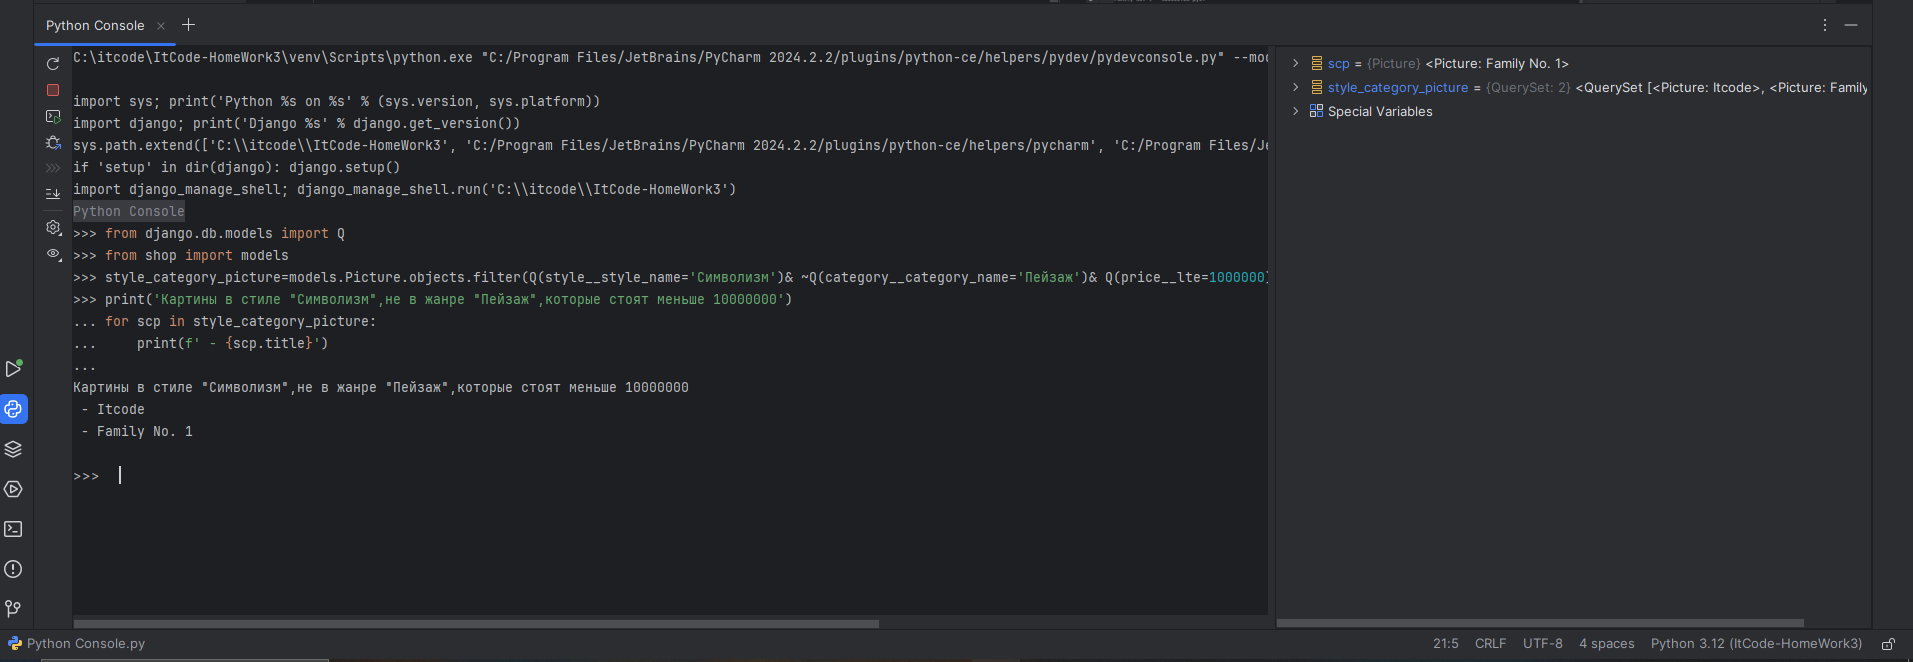 Python Console
C:\itcode\ItCode-HomeWork3\venv\Scripts\python.exe "C:/Program Files/JetBrains/PyCharm 2024.2.2/plugins/python-ce/helpers/pydev/pydevconsole.py" --mo
import sys; print('Python %s on %s' % (sys.version, sys.platform))
import django; print('Django %s' % django.get_version())
sys.path.extend(['C:\\itcode\\ItCode-HomeWork3', 'C:/Program Files/JetBrains/PyCharm 2024.2.2/plugins/python-ce/helpers/pycharm', 'C:/Program Files/Je
if 'setup' in dir(django): django.setup()
import django_manage_shell; django_manage_shell.run('C:\\itcode\\ItCode-HomeWork3')
Python Console
>>> from django.db.models import Q
>>> from shop import models
>>> style_category_picture=models.Picture.objects.filter(Q(style__style_name='Символизм')& ~Q(category__category_name='Пейзаж')& Q(price__lte=1000000)
>>> print('Картины в стиле "Символизм",не в жанре "Пейзаж",которые стоят меньше 10000000')
... for scp in style_category_picture:
...     print(f' - {scp.title}')
...
Картины в стиле "Символизм",не в жанре "Пейзаж",которые стоят меньше 10000000
 - Itcode
 - Family No. 1
>>>
scp = {Picture} <Picture: Family No. 1>
style_category_picture = {QuerySet: 2} <QuerySet [<Picture: Itcode>, <Picture: Family
Special Variables
Python Console.py
21:5 CRLF UTF-8 4 spaces Python 3.12 (ItCode-HomeWork3)